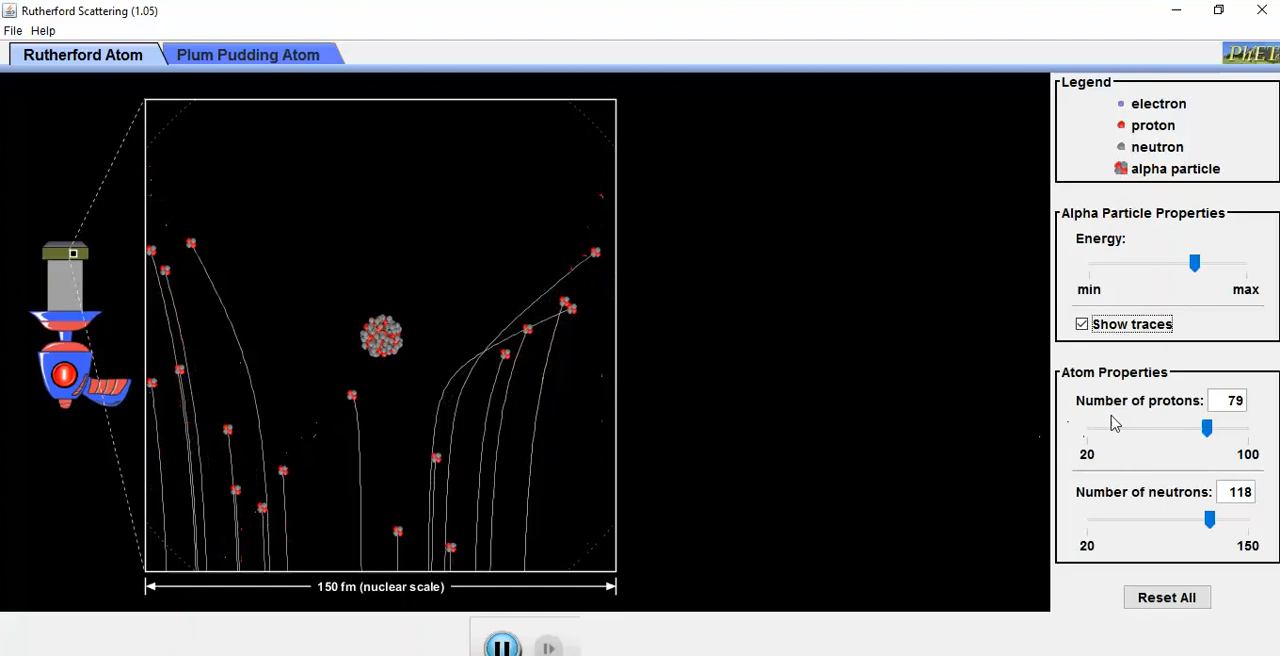 Rutherford Scattering (1.05)
File Help
Rutherford Atom Plum Pudding Atom
PhET
Legend
electron
proton
neutron
alpha particle
Alpha Particle Properties
Energy:
min max
Show traces
Atom Properties
Number of protons: 79
20 100
Number of neutrons: 118
20 150
150 fm (nuclear scale)
Reset All